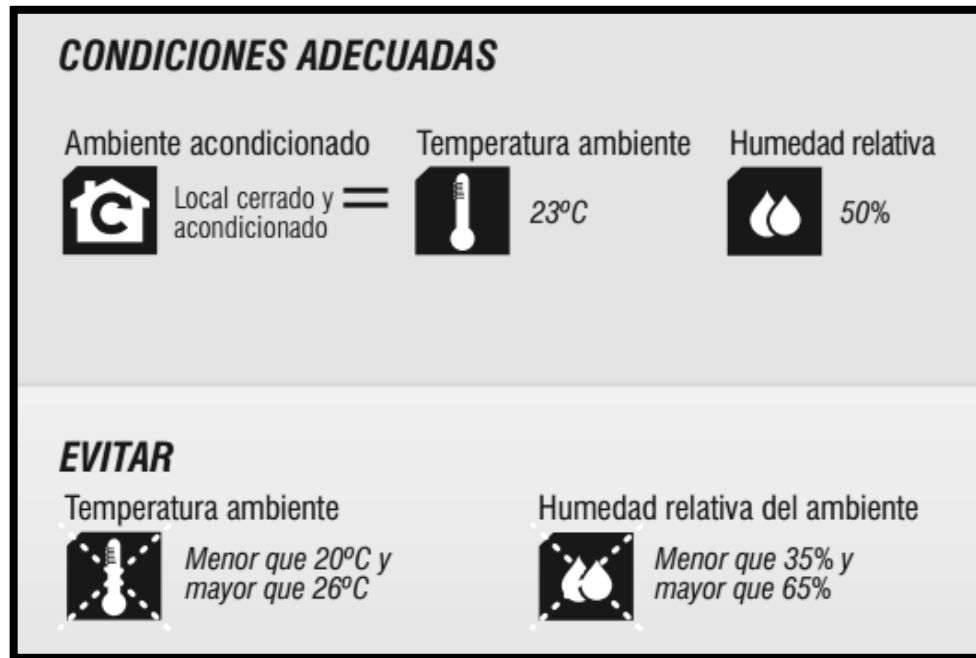 CONDICIONES ADECUADAS
Ambiente acondicionado
Local cerrado y
acondicionado
=
Temperatura ambiente
23ºC
Humedad relativa
50%
EVITAR
Temperatura ambiente
Menor que 20ºC y
mayor que 26ºC
Humedad relativa del ambiente
Menor que 35% y
mayor que 65%